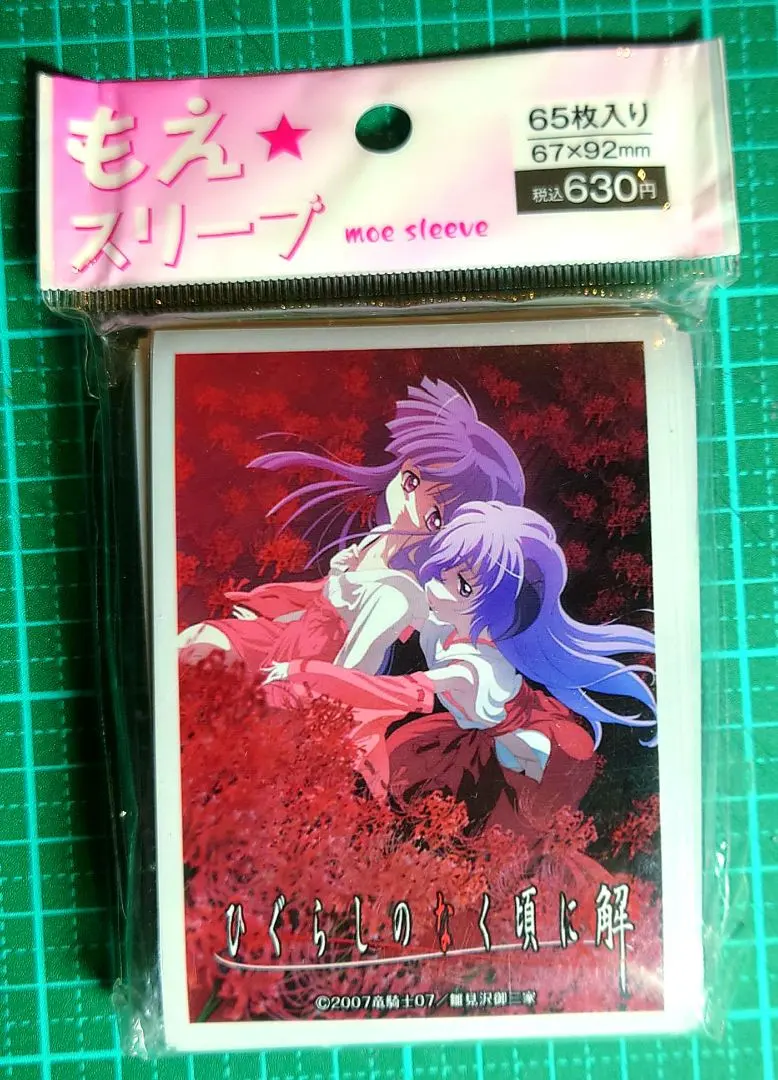 もえ★
スリーブ moe sleeve
65枚入り
67×92mm
税込630円
ひぐらしのなく頃に解
©2007竜騎士07／雛見沢御三家